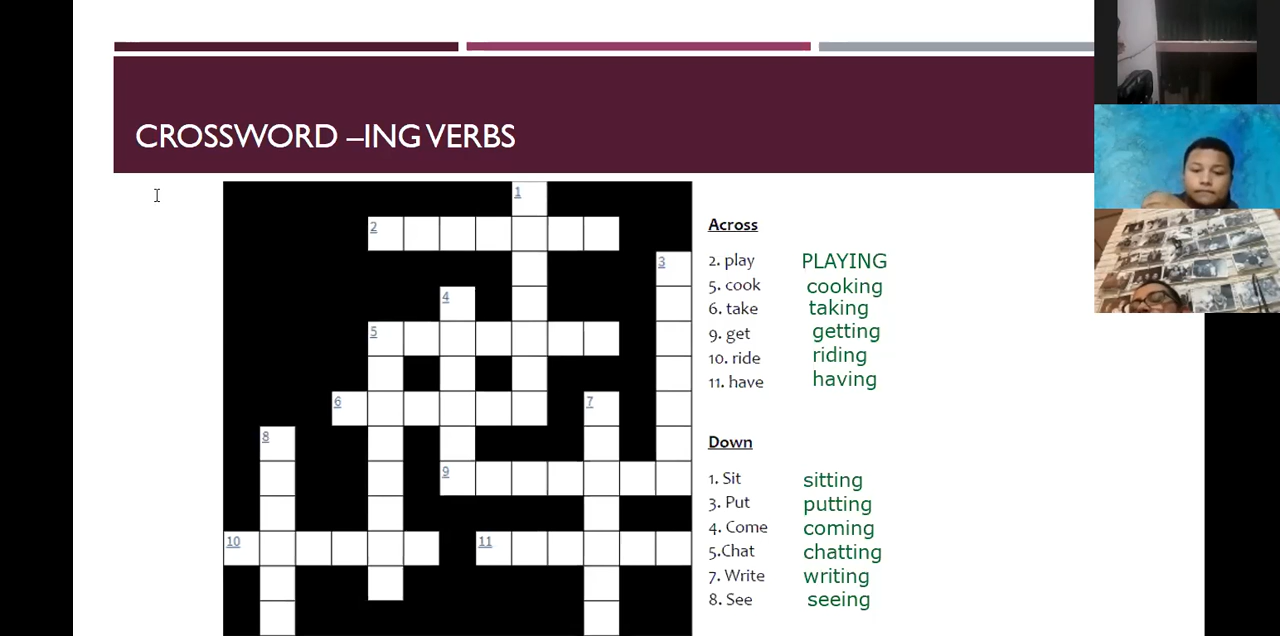 CROSSWORD –ING VERBS
1
2
3
4
5
6
7
8
9
10
11
Across
2. play PLAYING
5. cook cooking
6. take taking
9. get getting
10. ride riding
11. have having
Down
1. Sit sitting
3. Put putting
4. Come coming
5.Chat chatting
7. Write writing
8. See seeing